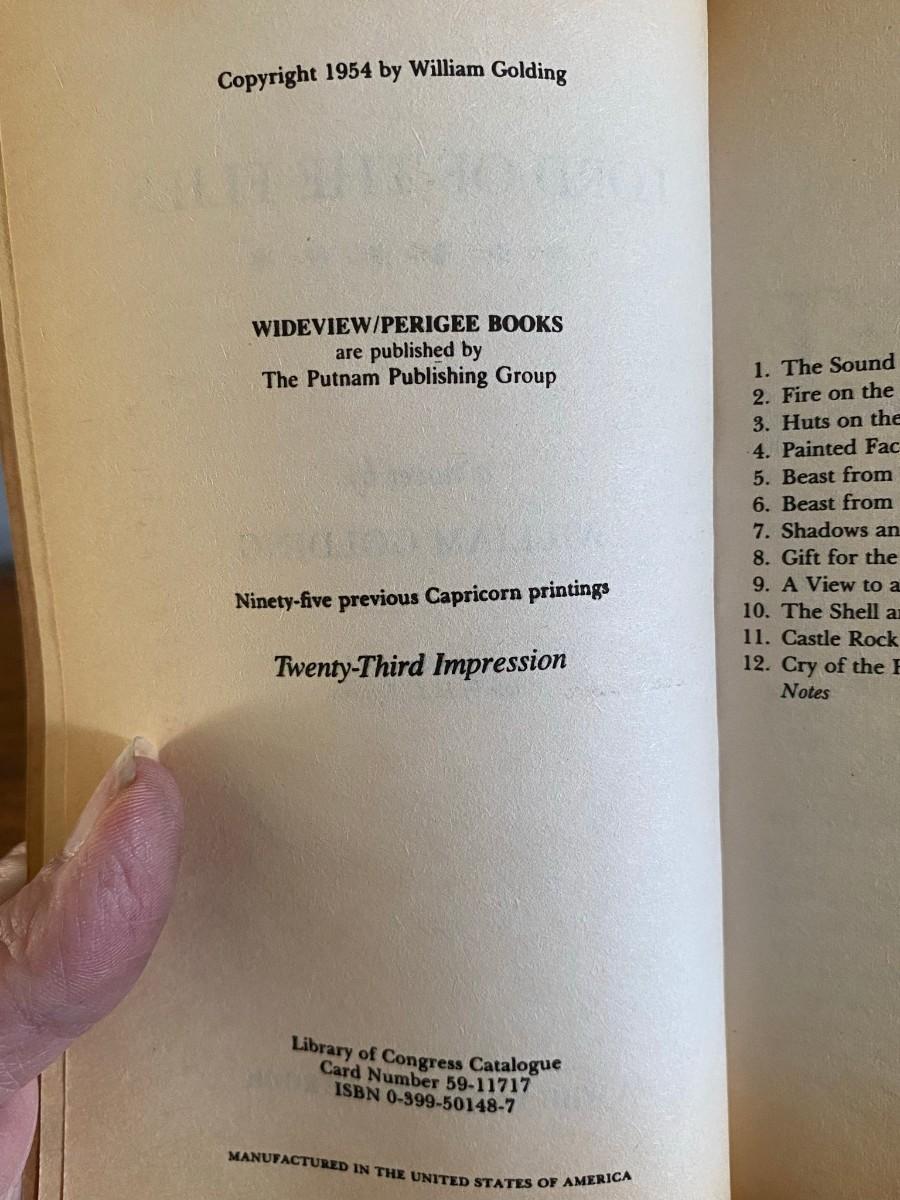 Copyright 1954 by William Golding
WIDEVIEW/PERIGEE BOOKS
are published by
The Putnam Publishing Group
Ninety-five previous Capricorn printings
Twenty-Third Impression
Library of Congress Catalogue
Card Number 59-11717
ISBN 0-399-50148-7
MANUFACTURED IN THE UNITED STATES OF AMERICA
1. The Sound
2. Fire on the
3. Huts on the
4. Painted Fac
5. Beast from
6. Beast from
7. Shadows an
8. Gift for the
9. A View to a
10. The Shell a
11. Castle Rock
12. Cry of the
Notes